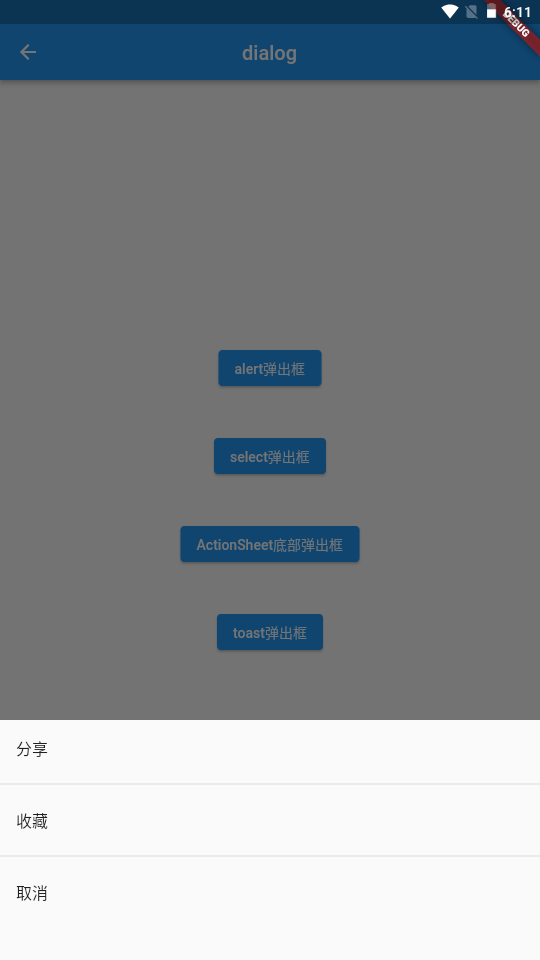 6:11
DEBUG
dialog
alert弹出框
select弹出框
ActionSheet底部弹出框
toast弹出框
分享
收藏
取消